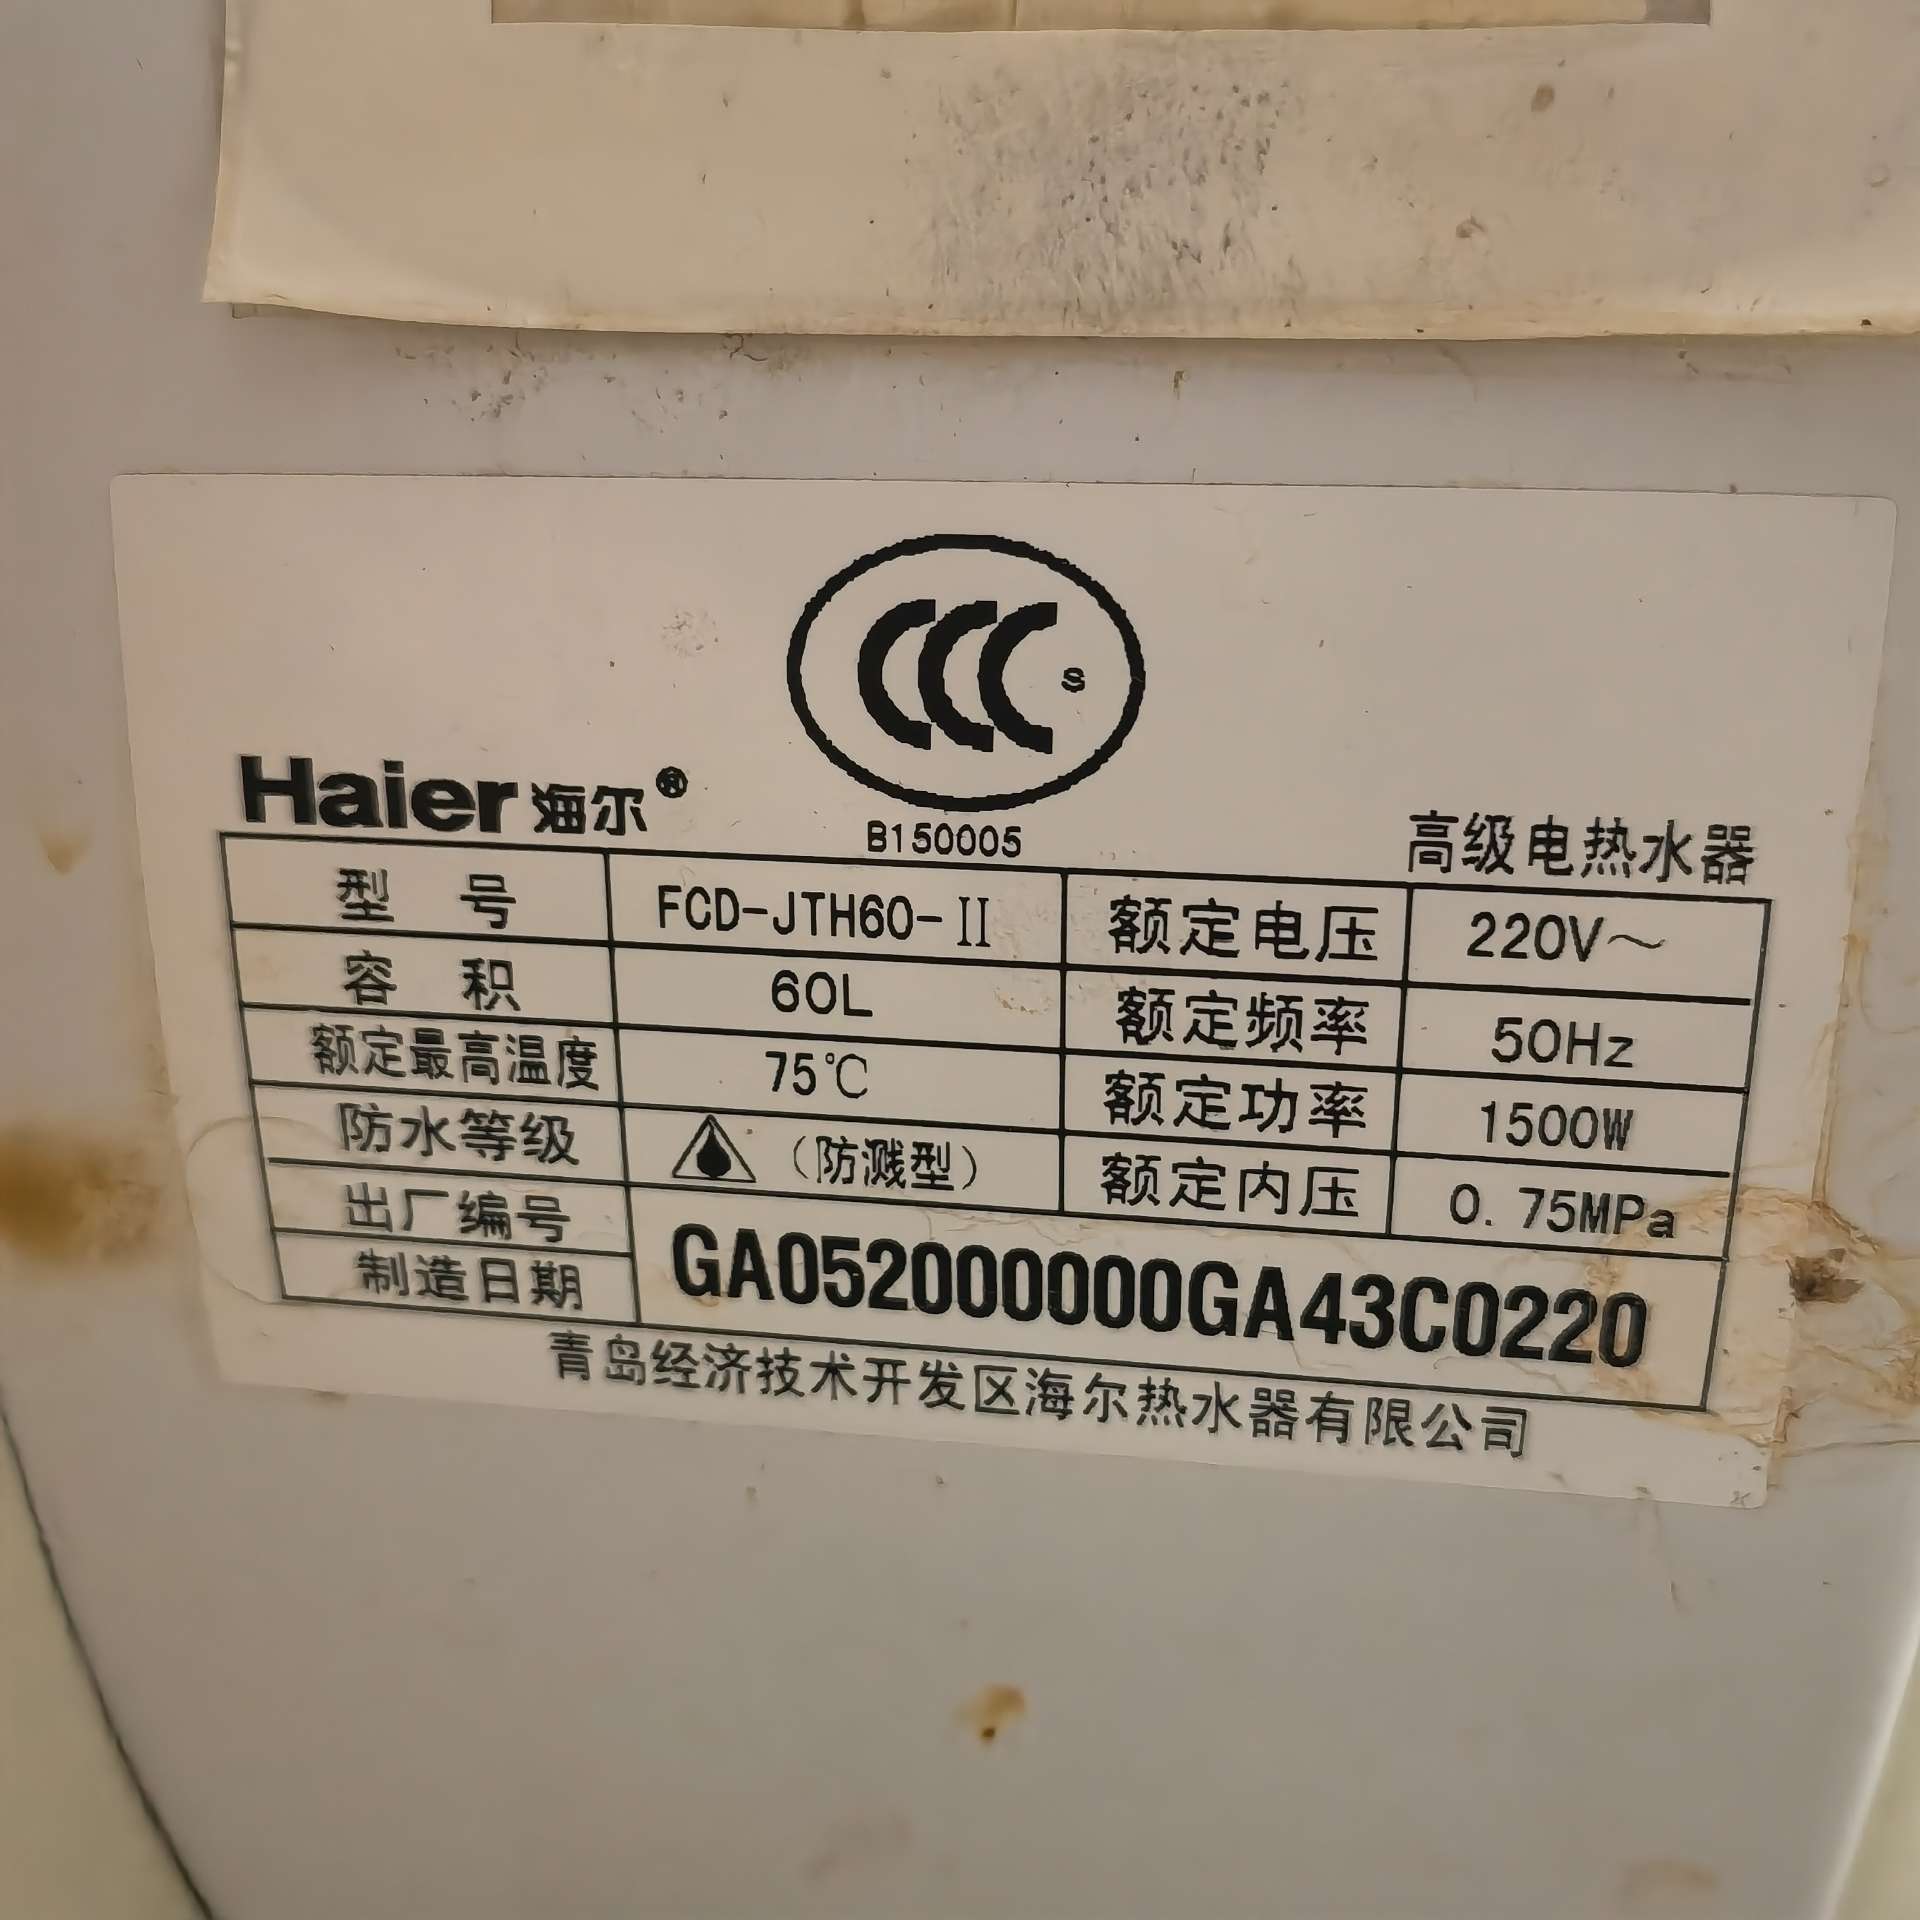 CCC S
Haier海尔®
B150005
高级电热水器
型 号 FCD-JTH60-II 额定电压 220V～
容 积 60L 额定频率 50Hz
额定最高温度 75℃ 额定功率 1500W
防水等级 (防溅型) 额定内压 0.75MPa
出厂编号
制造日期
GA052000000GA43C0220
青岛经济技术开发区海尔热水器有限公司